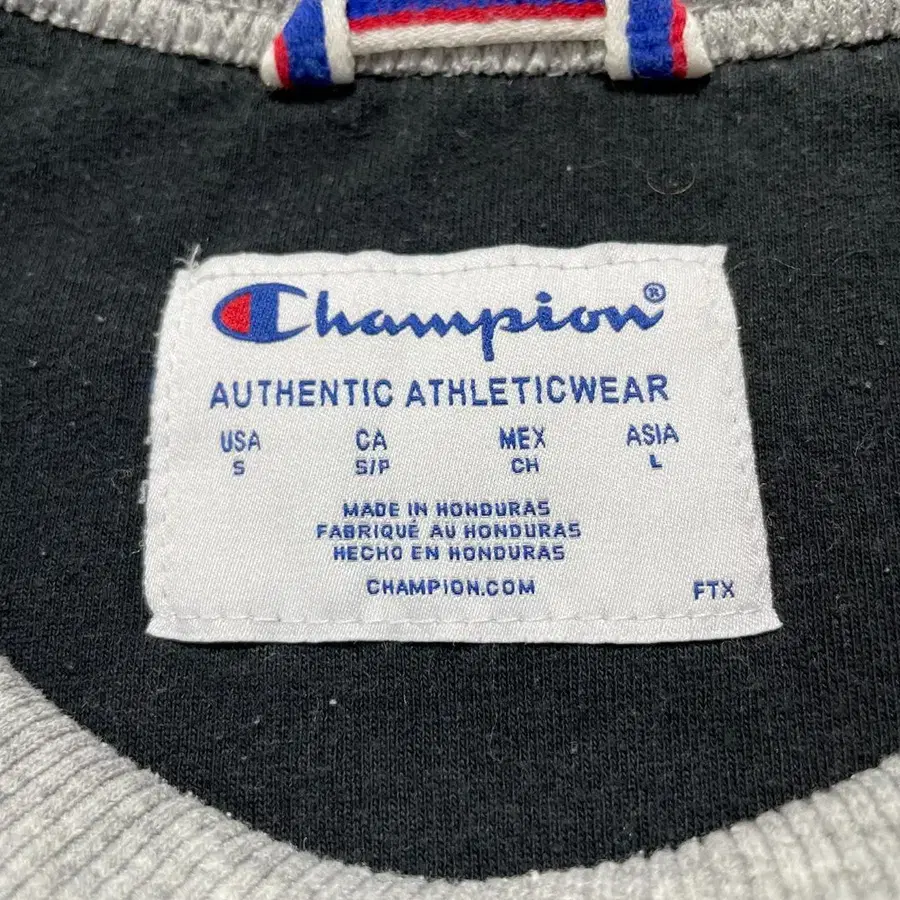 Champion®
AUTHENTIC ATHLETICWEAR
USA CA MEX ASIA
S S/P CH L
MADE IN HONDURAS
FABRIQUÉ AU HONDURAS
HECHO EN HONDURAS
CHAMPION.COM FTX